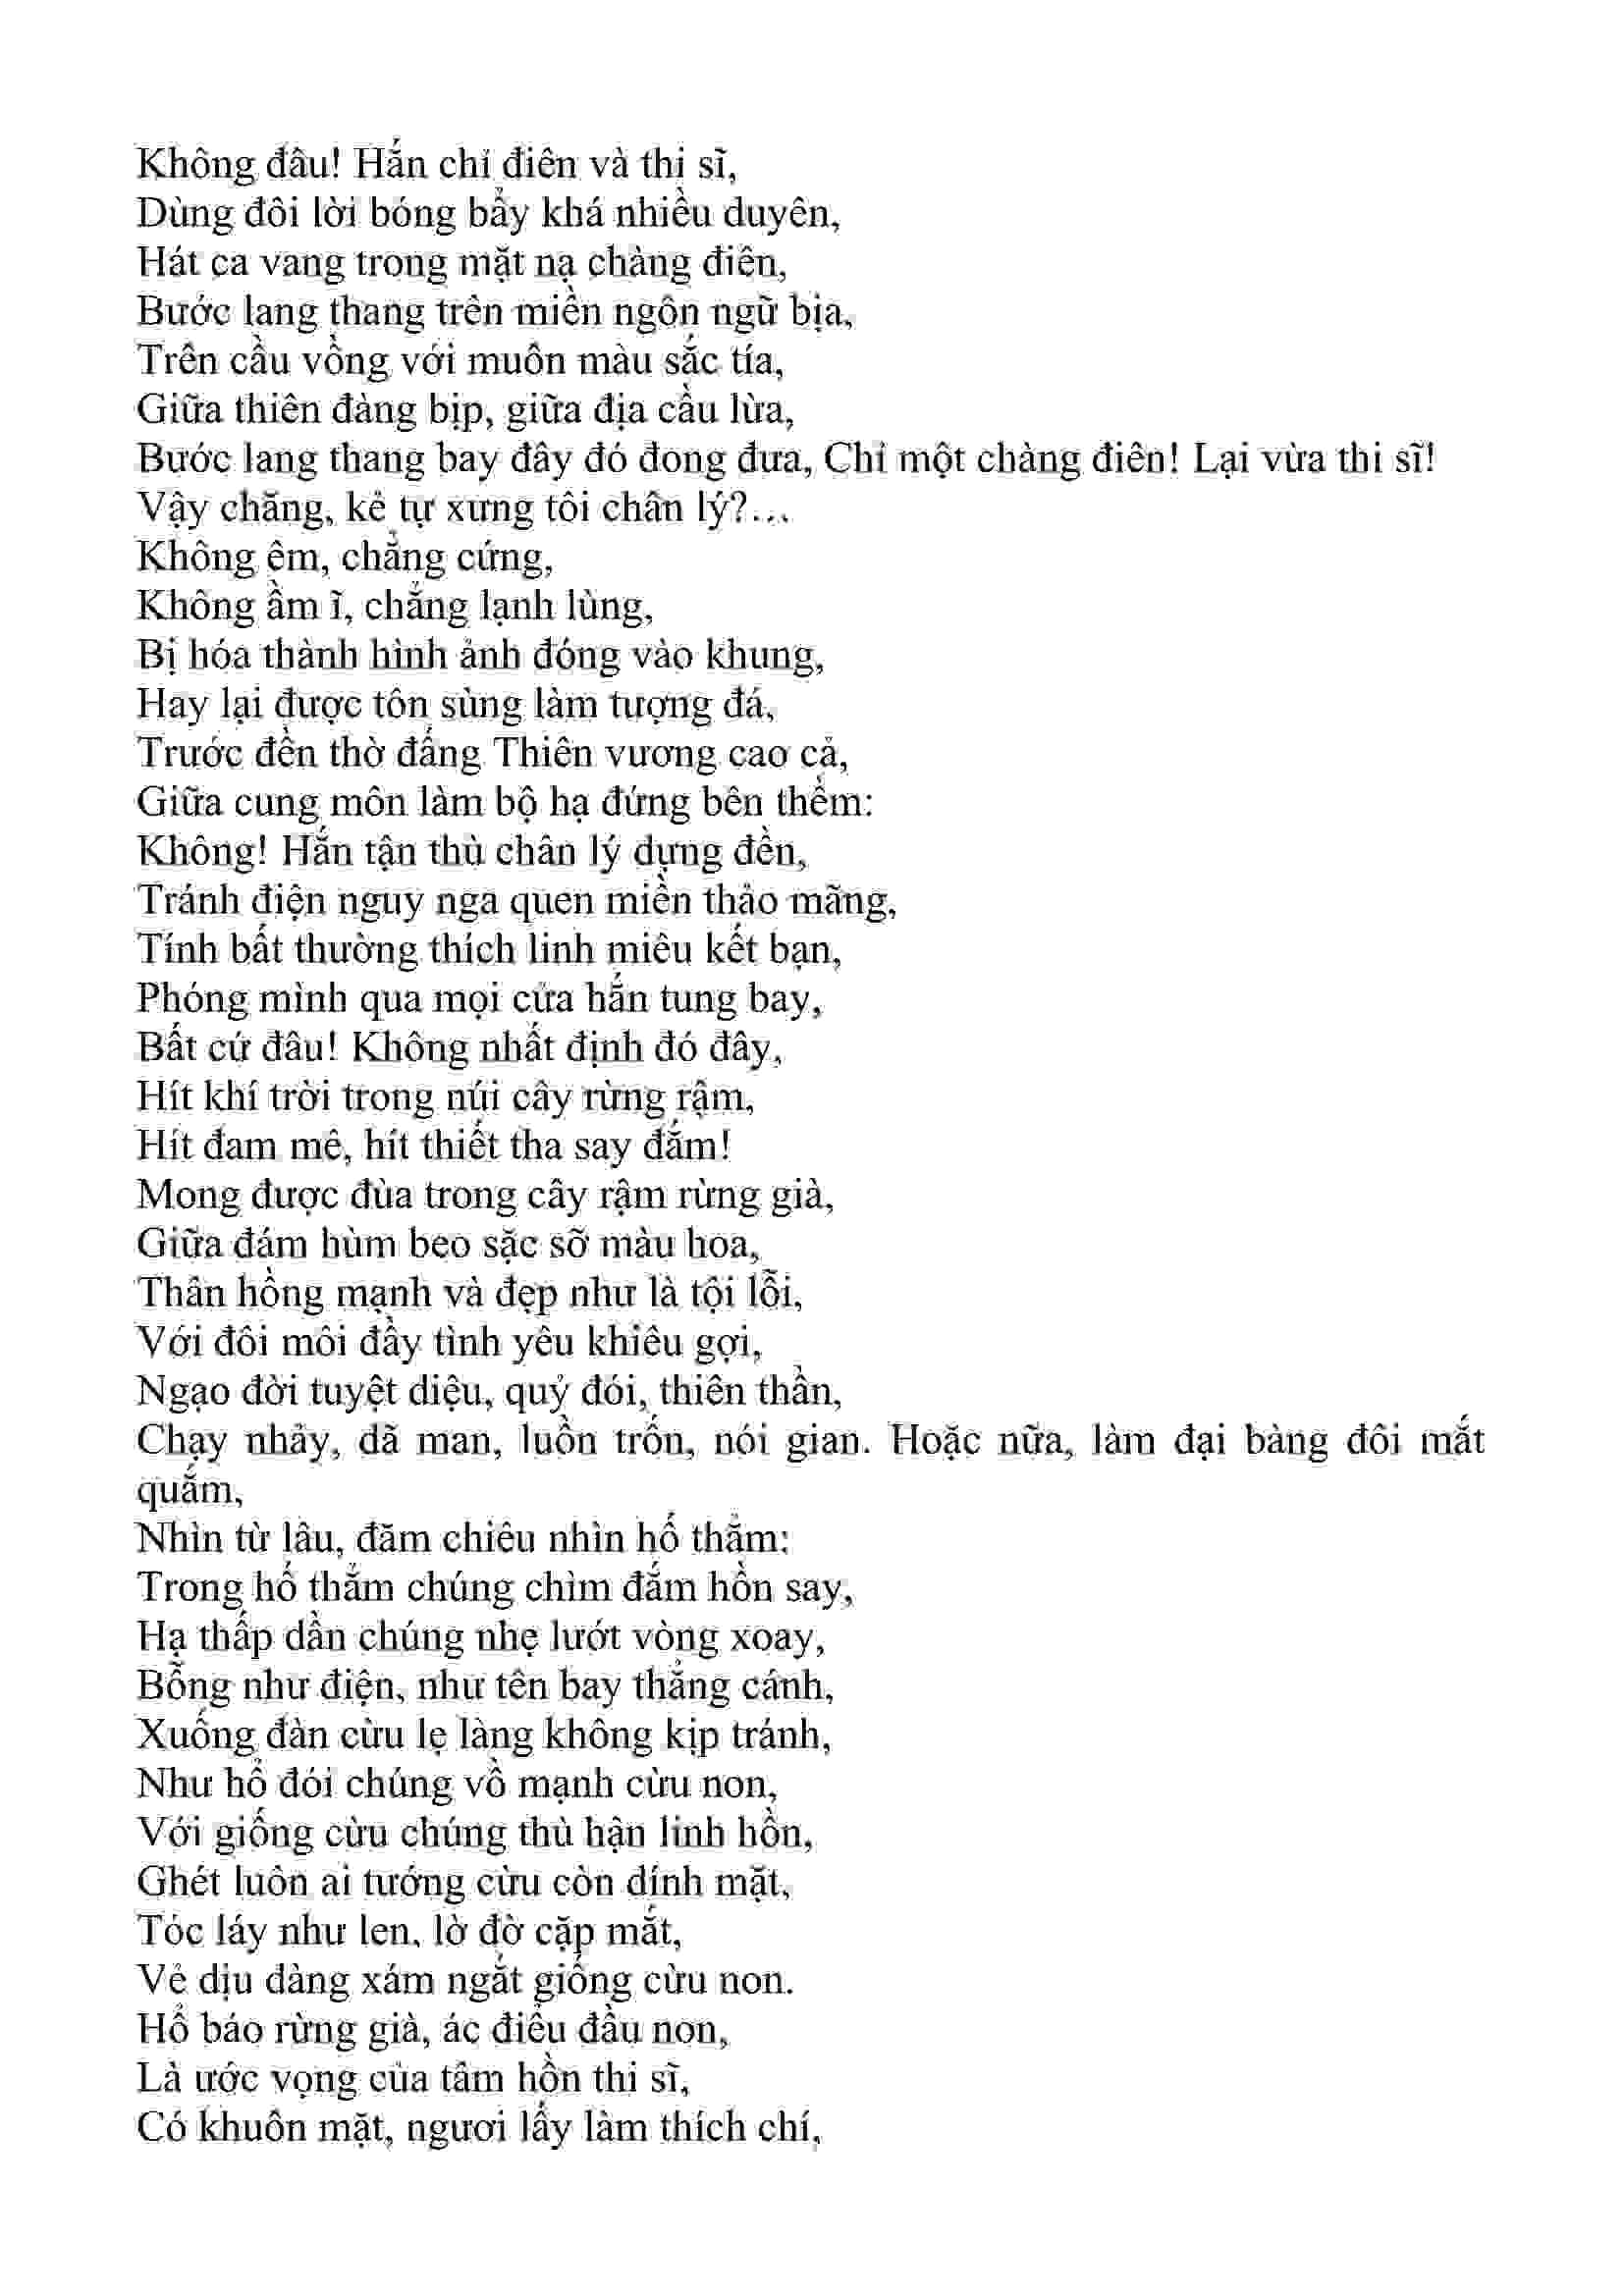 Không đâu! Hắn chỉ điên và thi sĩ,
Dùng đôi lời bóng bẩy khá nhiều duyên,
Hát ca vang trong mặt nạ chàng điên,
Bước lang thang trên miền ngôn ngữ bịa,
Trên cầu vồng với muôn màu sắc tía,
Giữa thiên đàng bịp, giữa địa cầu lừa,
Bước lang thang bay đây đó đong đưa, Chỉ một chàng điên! Lại vừa thi sĩ!
Vậy chăng, kẻ tự xưng tôi chân lý?…
Không êm, chẳng cứng,
Không ầm ĩ, chẳng lạnh lùng,
Bị hóa thành hình ảnh đóng vào khung,
Hay lại được tôn sùng làm tượng đá,
Trước đền thờ đấng Thiên vương cao cả,
Giữa cung môn làm bộ hạ đứng bên thềm:
Không! Hắn tận thù chân lý dựng đền,
Tránh điện nguy nga quen miền thảo mãng,
Tính bất thường thích linh miêu kết bạn,
Phóng mình qua mọi cửa hắn tung bay,
Bất cứ đâu! Không nhất định đó đây,
Hít khí trời trong núi cây rừng rậm,
Hít đam mê, hít thiết tha say đắm!
Mong được đùa trong cây rậm rừng già,
Giữa đám hùm beo sặc sỡ màu hoa,
Thân hồng mạnh và đẹp như là tội lỗi,
Với đôi môi đầy tình yêu khiêu gợi,
Ngạo đời tuyệt diệu, quỷ đói, thiên thần,
Chạy nhảy, dã man, luồn trốn, nói gian. Hoặc nữa, làm đại bàng đôi mắt
quắm,
Nhìn từ lâu, đăm chiêu nhìn hố thẳm:
Trong hố thẳm chúng chìm đắm hồn say,
Hạ thấp dần chúng nhẹ lướt vòng xoay,
Bỗng như điện, như tên bay thẳng cánh,
Xuống đàn cừu lẹ làng không kịp tránh,
Như hổ đói chúng vồ mạnh cừu non,
Với giống cừu chúng thù hận linh hồn,
Ghét luôn ai tướng cừu còn dính mặt,
Tóc láy như len, lờ đờ cặp mắt,
Vẻ dịu dàng xám ngắt giống cừu non.
Hổ báo rừng già, ác điểu đầu non,
Là ước vọng của tâm hồn thi sĩ,
Có khuôn mặt, ngươi lấy làm thích chí,